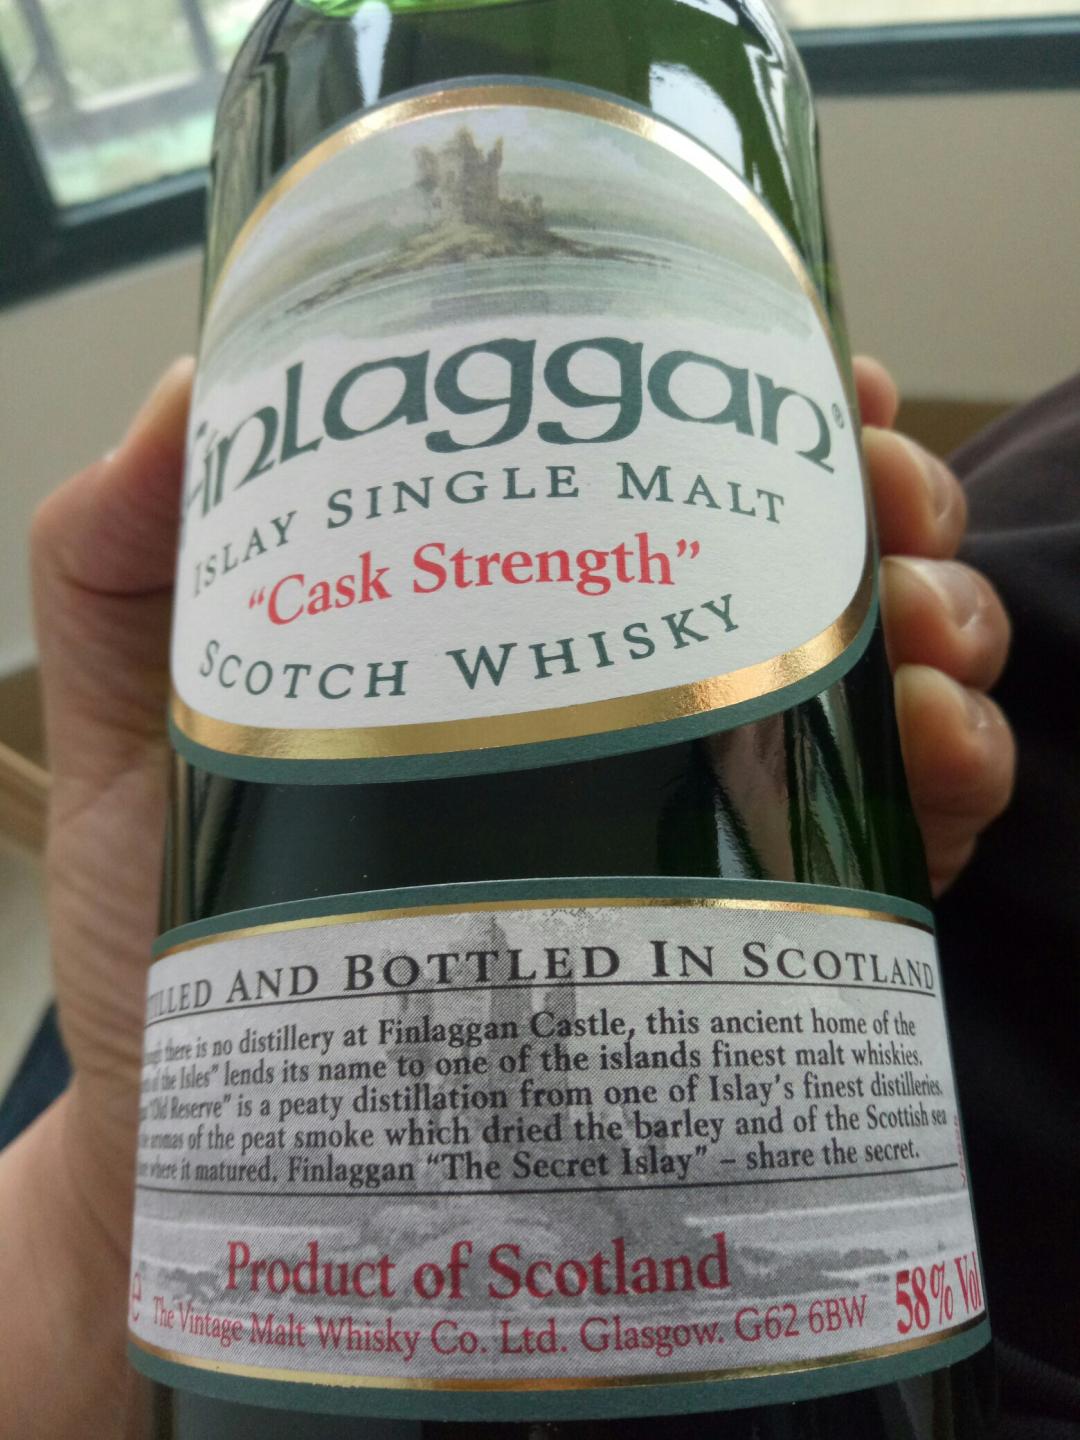 Finlaggan®
ISLAY SINGLE MALT
"Cask Strength"
SCOTCH WHISKY
AND BOTTLED IN SCOTLAND
there is no distillery at Finlaggan Castle, this ancient home of the
of the Isles" lends its name to one of the islands finest malt whiskies.
"Old Reserve" is a peaty distillation from one of Islay's finest distilleries.
aromas of the peat smoke which dried the barley and of the Scottish sea
where it matured. Finlaggan "The Secret Islay" – share the secret.
Product of Scotland
e The Vintage Malt Whisky Co. Ltd. Glasgow. G62 6BW 58% Vol